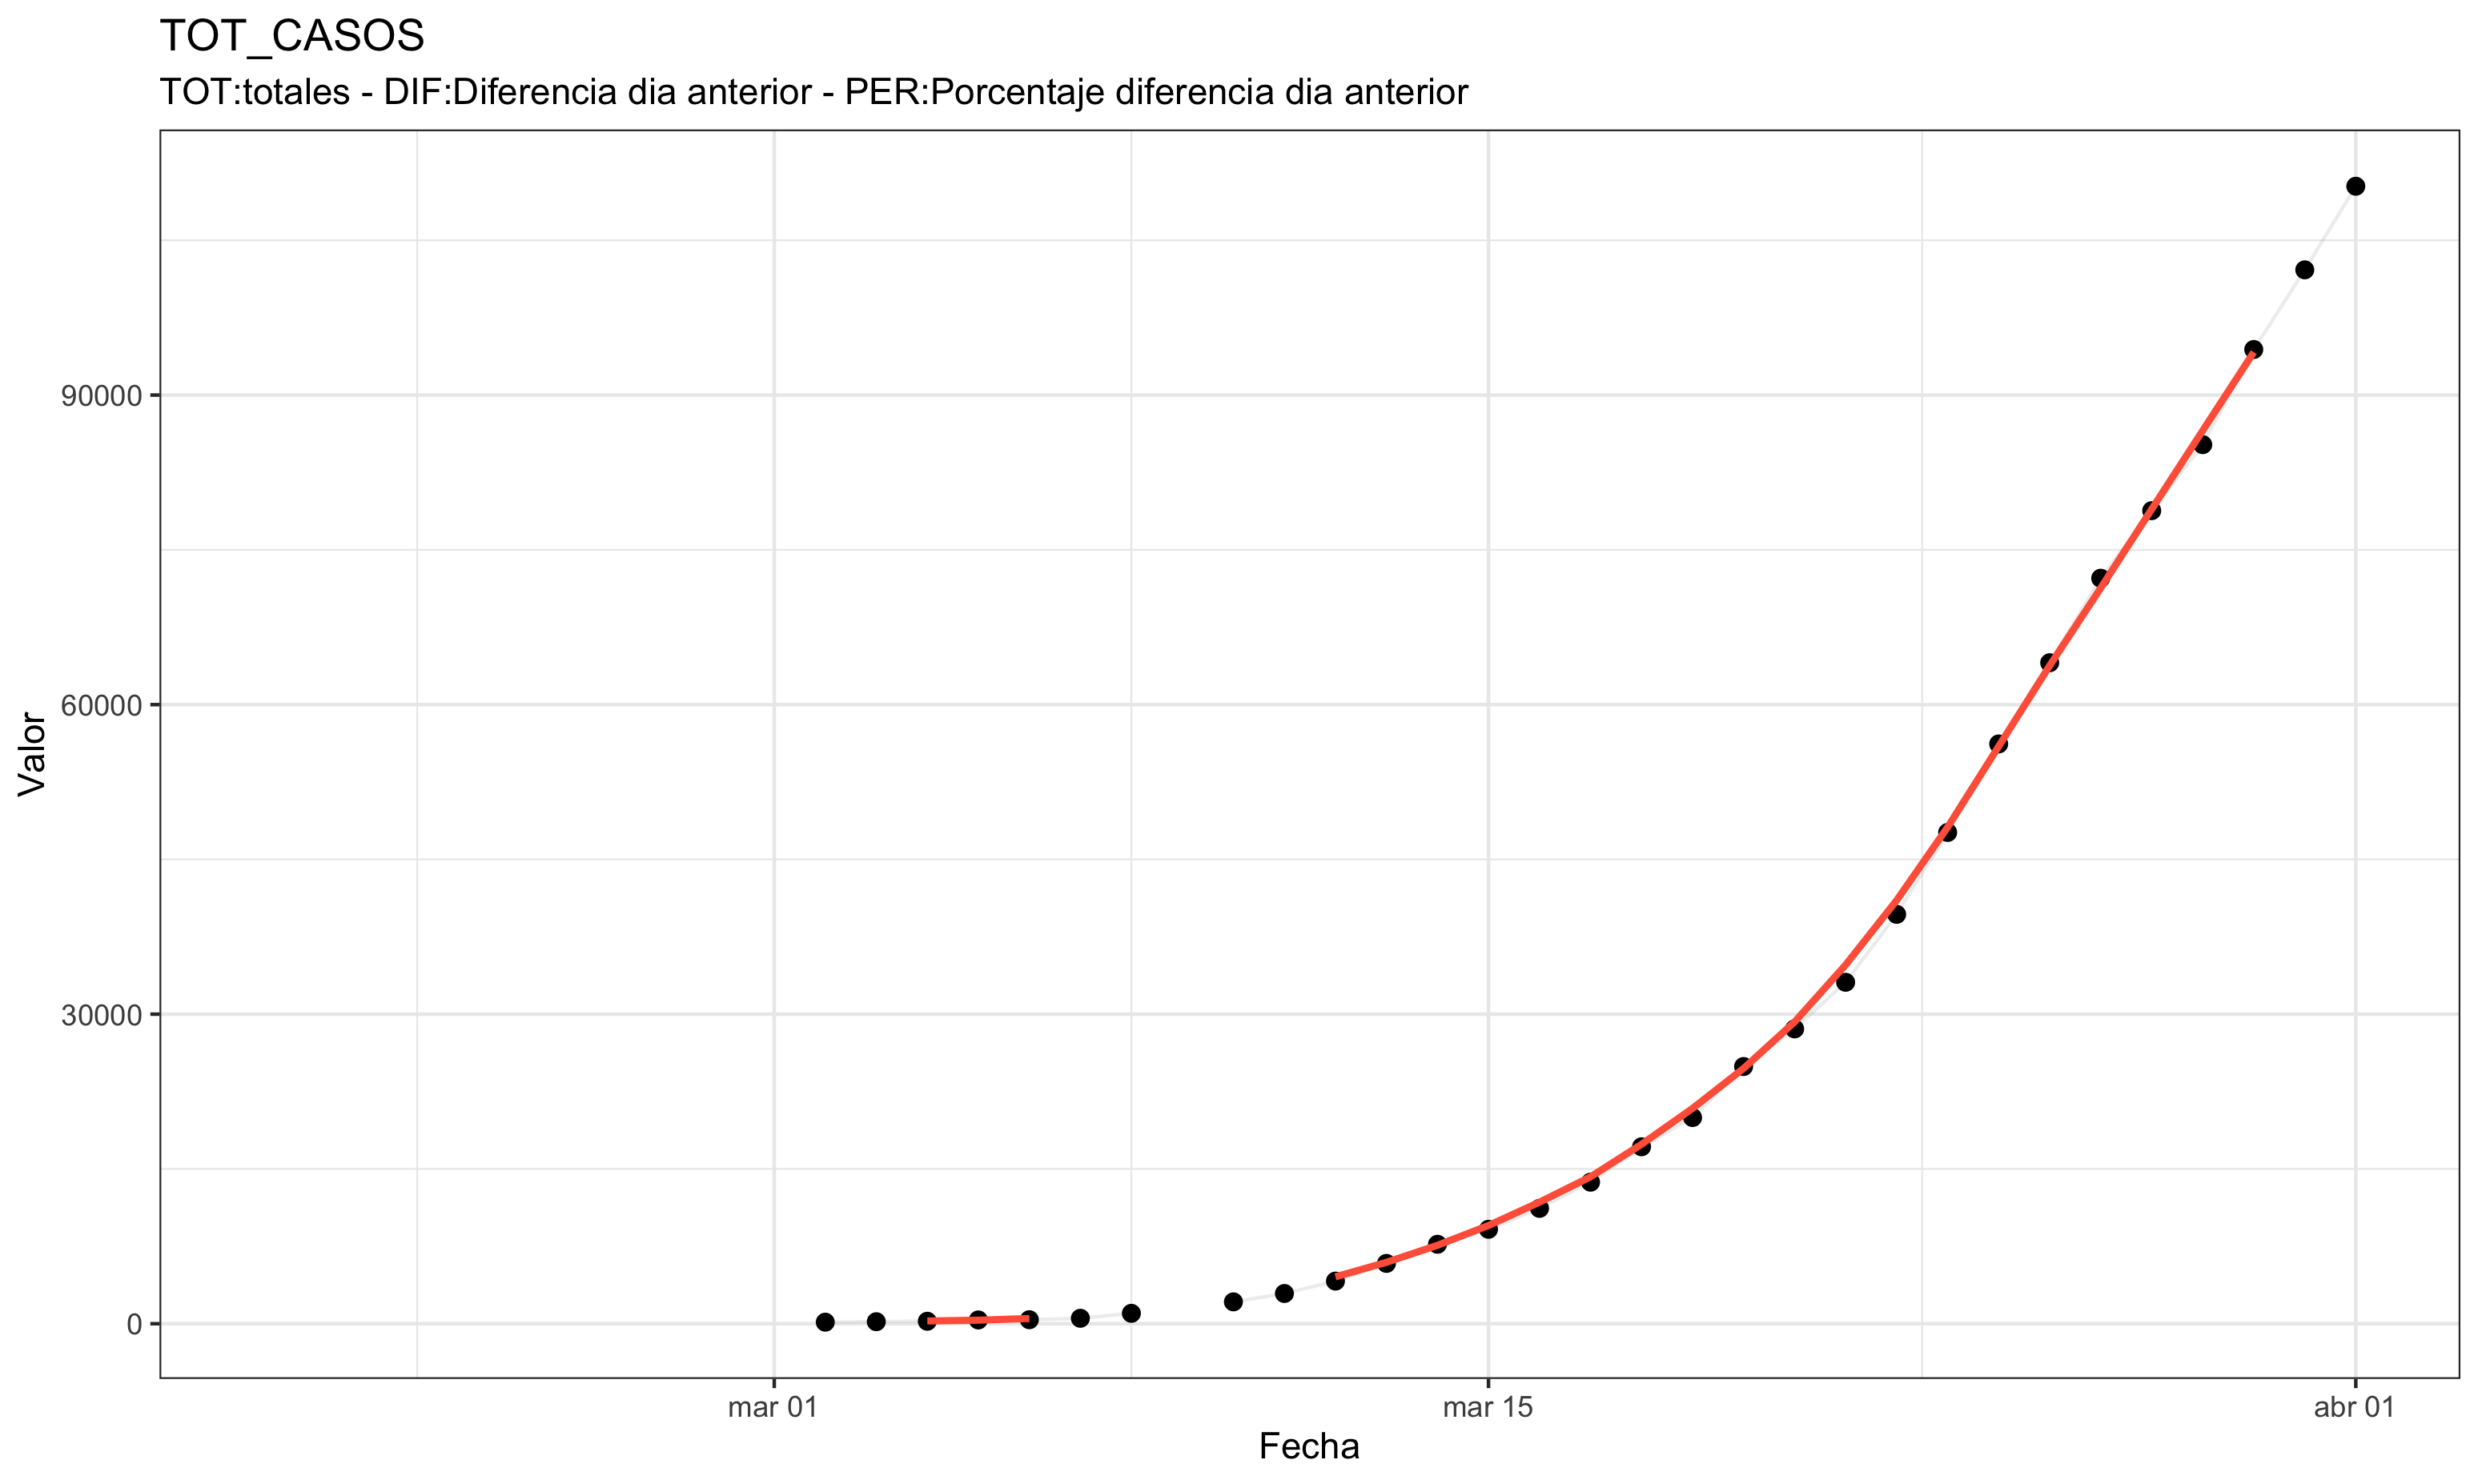 TOT_CASOS
TOT:totales - DIF:Diferencia dia anterior - PER:Porcentaje diferencia dia anterior
Valor
90000
60000
30000
0
mar 01
mar 15
abr 01
Fecha